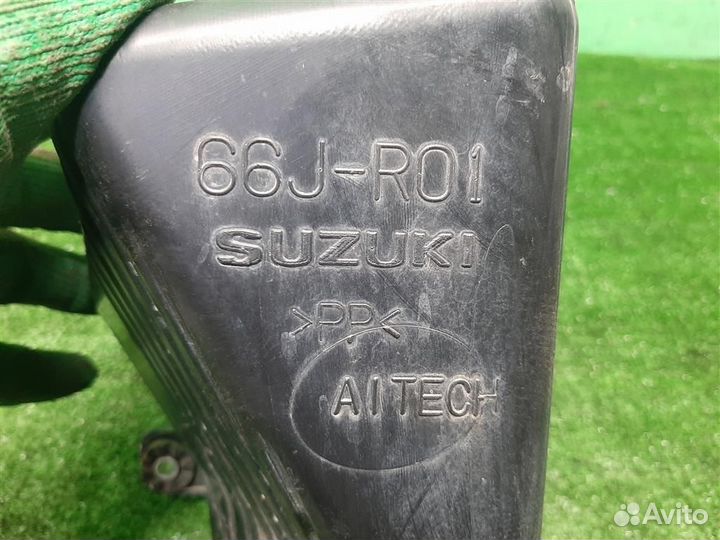 66J-R01
SUZUKI
>PP<
AITECH
Avito